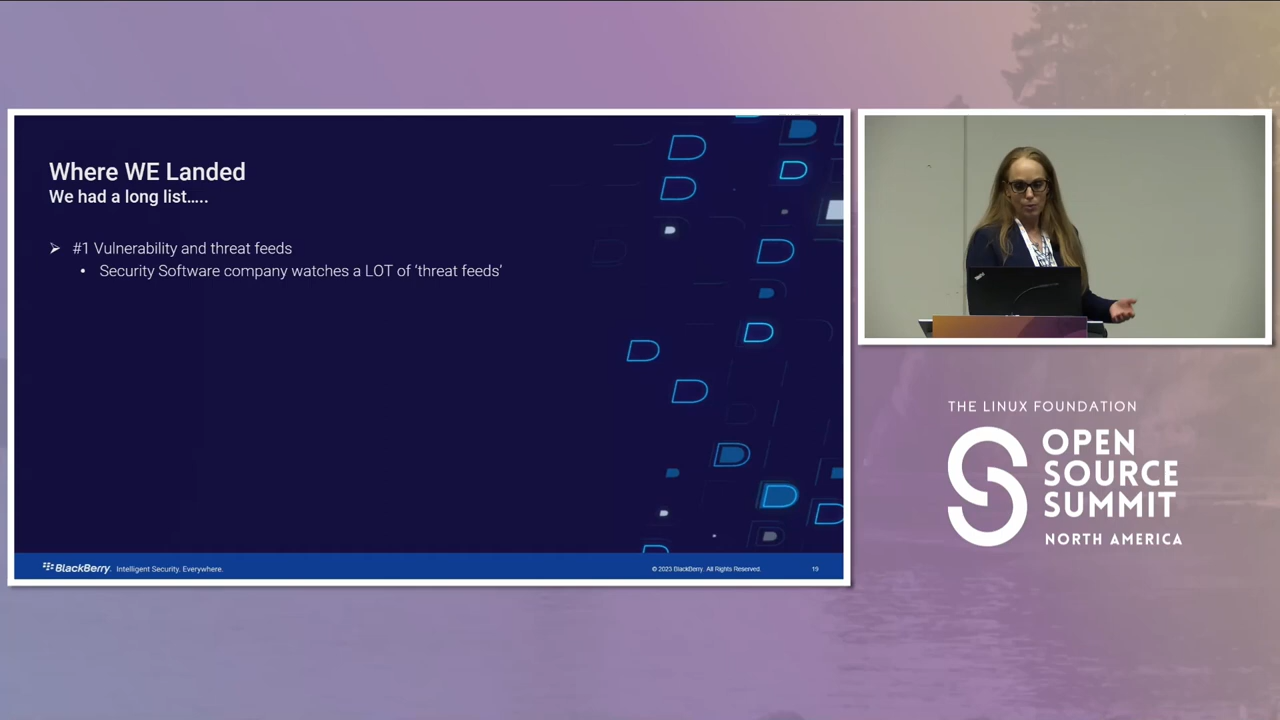 Where WE Landed
We had a long list.....
➢ #1 Vulnerability and threat feeds
• Security Software company watches a LOT of ‘threat feeds’
BlackBerry. Intelligent Security. Everywhere.
© 2023 BlackBerry. All Rights Reserved.
19
THE LINUX FOUNDATION
OPEN
SOURCE
SUMMIT
NORTH AMERICA